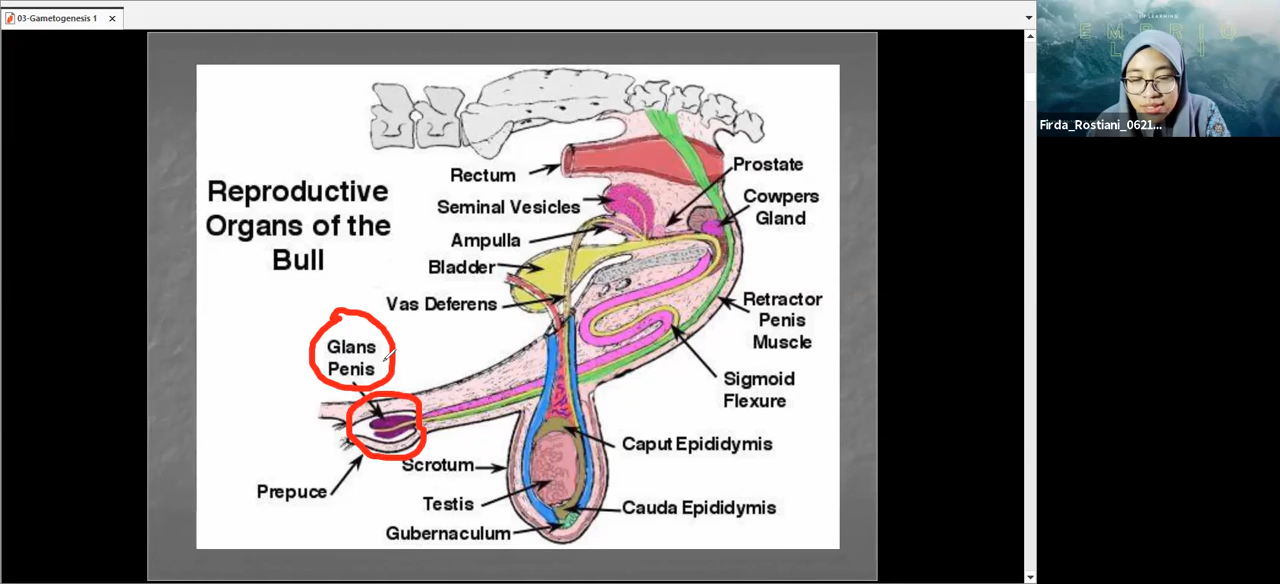 03-Gametogenesis 1
Reproductive
Organs of the
Bull
Rectum
Seminal Vesicles
Ampulla
Bladder
Vas Deferens
Prostate
Cowpers
Gland
Retractor
Penis
Muscle
Sigmoid
Flexure
Glans
Penis
Prepuce
Scrotum
Testis
Gubernaculum
Caput Epididymis
Cauda Epididymis
Firda_Rostiani_0621...